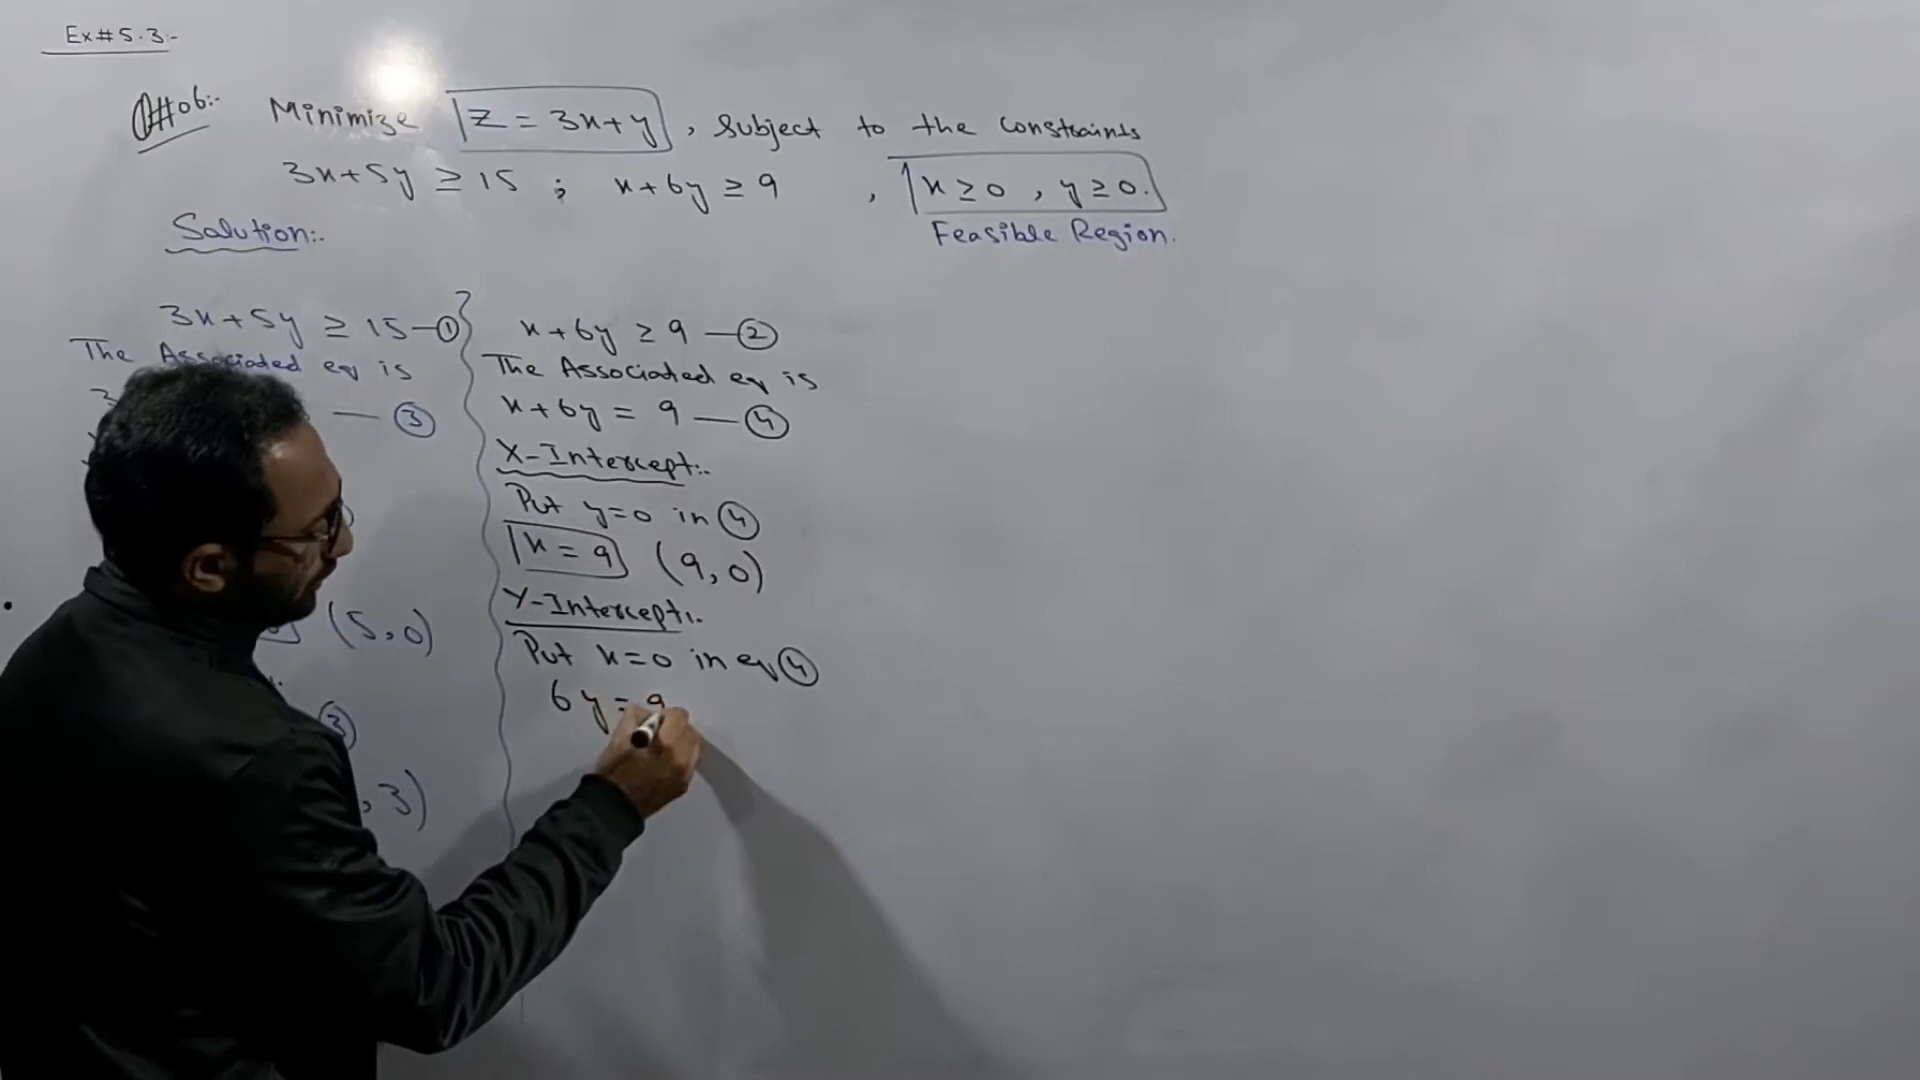 Ex#5.3:-
Q#06:- Minimize Z = 3x+y, Subject to the Constraints
3x+5y ≥ 15 ; x+6y ≥ 9 , x ≥ 0 , y ≥ 0.
Feasible Region.
Solution:.
3x+5y ≥ 15 —①
The Associated eq is
— ③
(5,0)
③
, 3)
x+6y ≥ 9 —②
The Associated eq is
x+6y = 9 —④
X-Intercept:.
Put y=0 in ④
x = 9 (9,0)
Y-Intercept:.
Put x=0 in eq ④
6y = 9